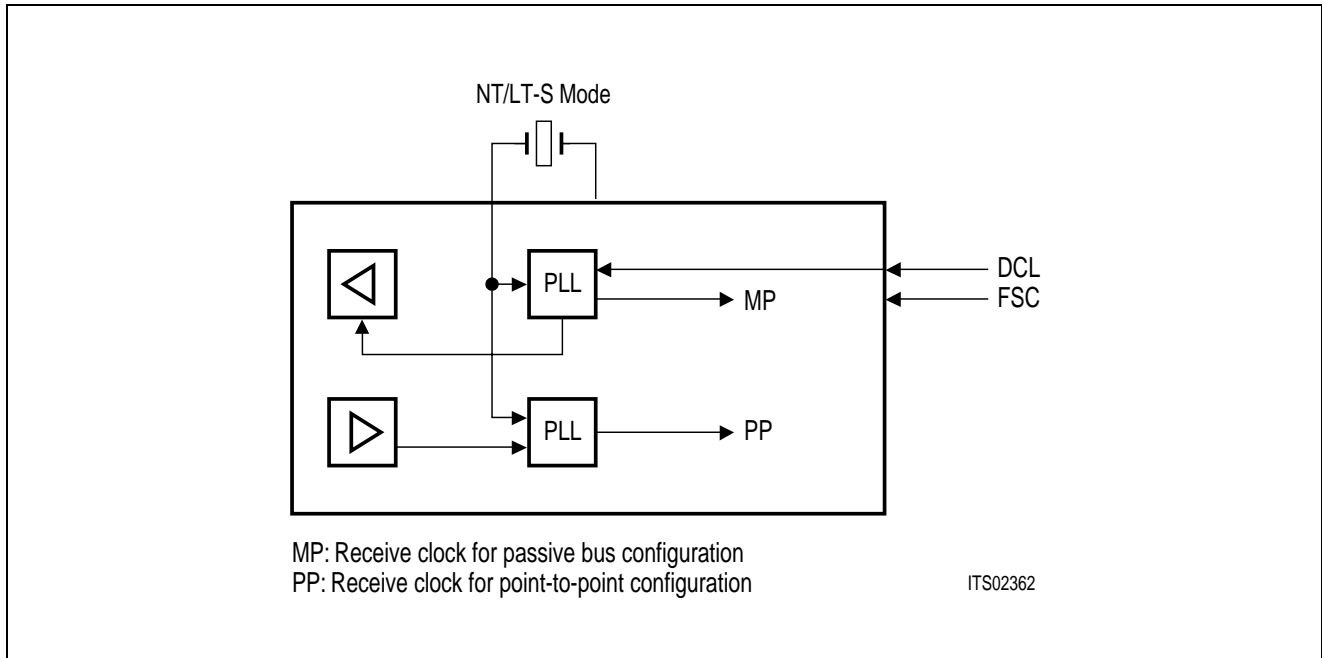 NT/LT-S Mode
PLL
DCL
MP
FSC
PLL
PP
MP: Receive clock for passive bus configuration
PP: Receive clock for point-to-point configuration
ITS02362